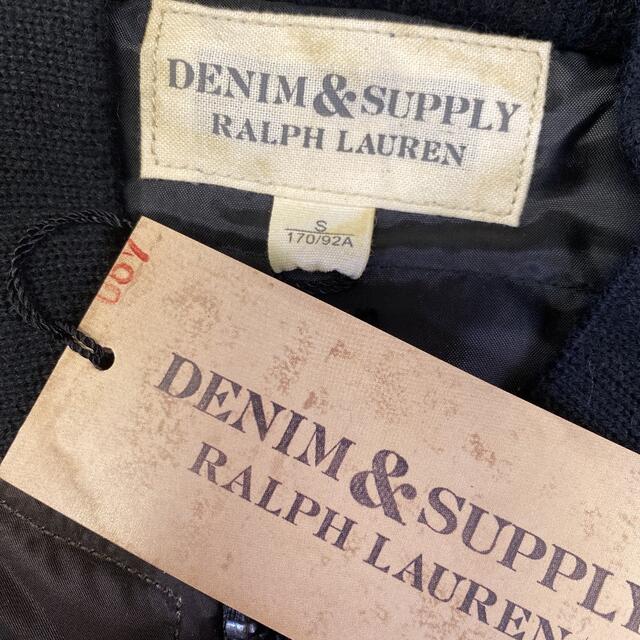 DENIM & SUPPLY
RALPH LAUREN
S
170/92A
DENIM & SUPPLY
RALPH LAUREN